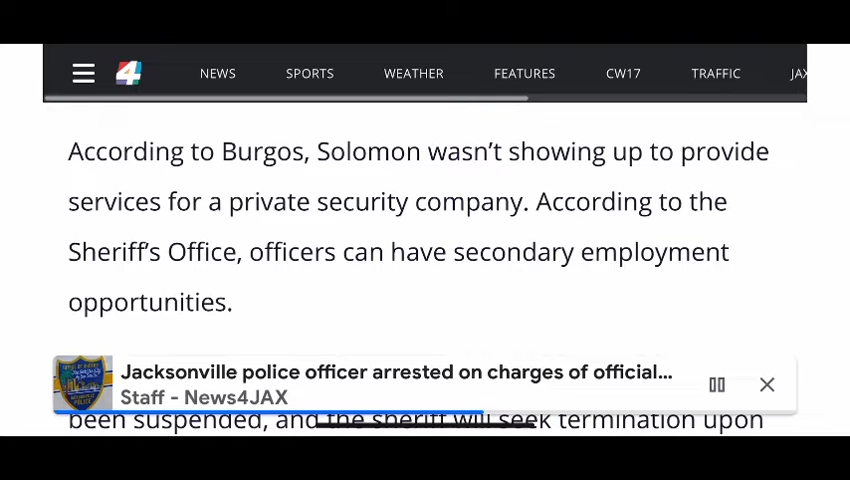 4
NEWS SPORTS WEATHER FEATURES CW17 TRAFFIC JAX
According to Burgos, Solomon wasn't showing up to provide
services for a private security company. According to the
Sheriff's Office, officers can have secondary employment
opportunities.
Jacksonville police officer arrested on charges of official...
Staff - News4JAX
been suspended, and the sheriff will seek termination upon